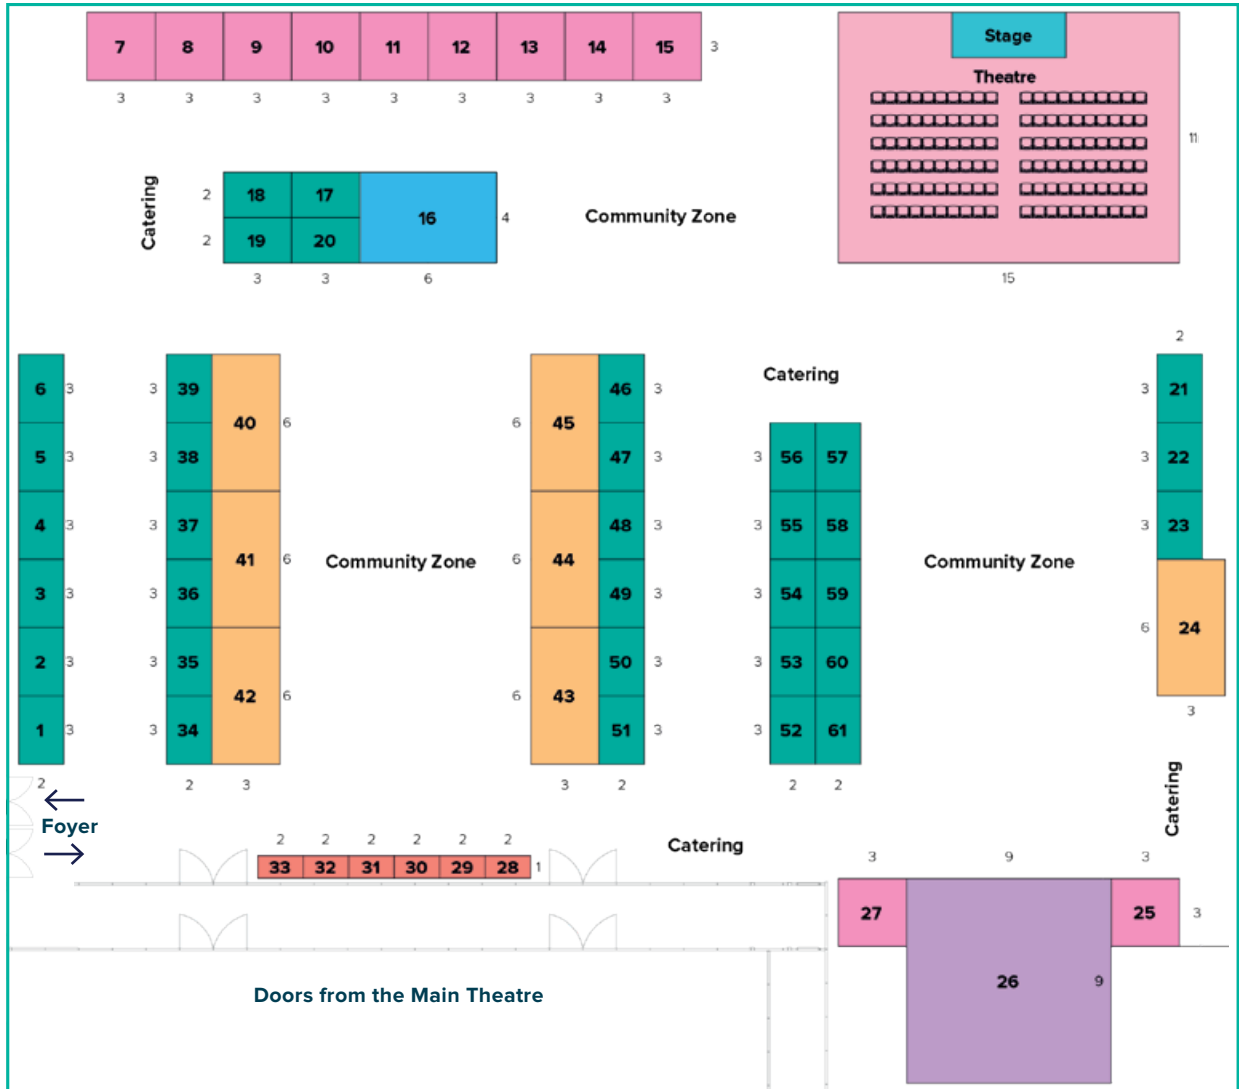 7 8 9 10 11 12 13 14 15 3
3 3 3 3 3 3 3 3 3
Stage
Theatre
11
15
Catering
2 18 17 16 4
2 19 20
3 3 6
Community Zone
2
6 3 3 39 40 6 6 45 46 3 Catering 3 21
5 3 3 38 47 3 3 56 57 3 22
4 3 3 37 41 6 6 44 48 3 3 55 58 3 23
3 3 3 36 49 3 3 54 59
Community Zone
Community Zone
2 3 3 35 42 6 6 43 50 3 3 53 60 6 24
1 3 3 34 51 3 3 52 61 3
2 2 3 3 2 2 2
Foyer
2 2 2 2 2 2
33 32 31 30 29 28 1
Catering
Catering
3 9 3
27 26 25 3
9
Doors from the Main Theatre